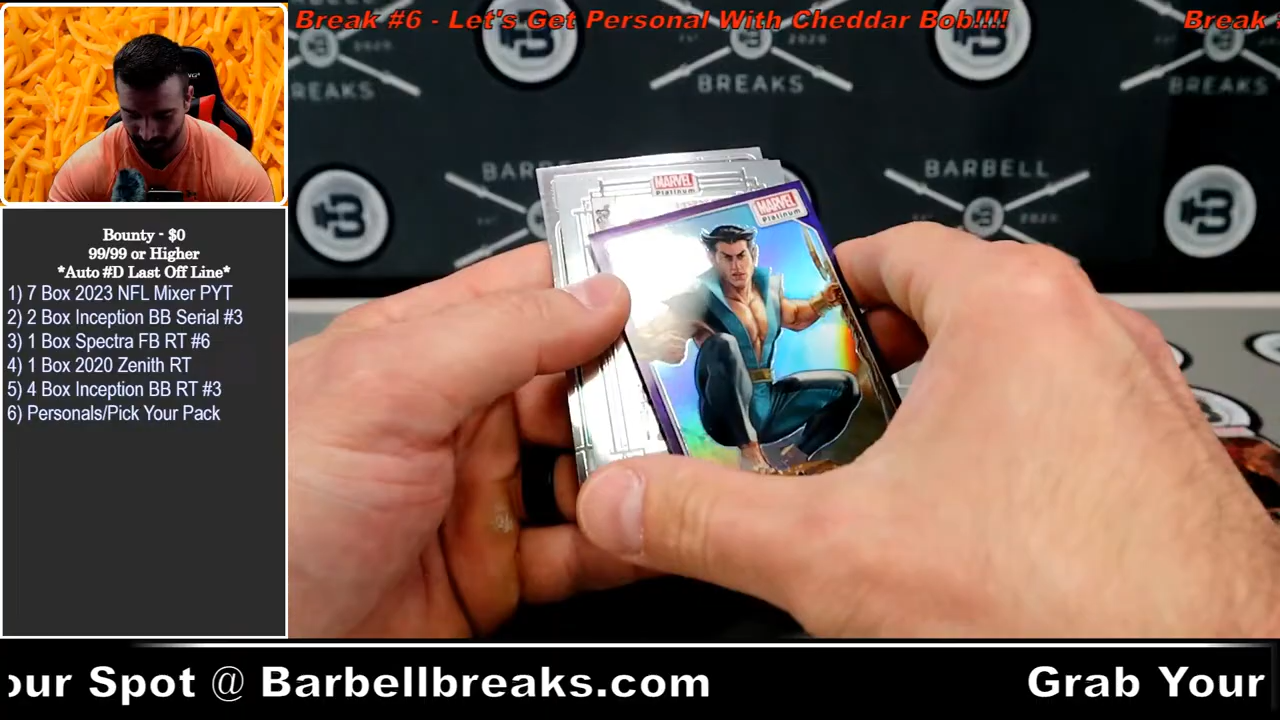 Break #6 - Let's Get Personal With Cheddar Bob!!!!
Break
BREAKS
BREAKS
BARBELL
BARBELL
MARVEL
Platinum
MARVEL
Platinum
Bounty - $0
99/99 or Higher
*Auto #D Last Off Line*
1) 7 Box 2023 NFL Mixer PYT
2) 2 Box Inception BB Serial #3
3) 1 Box Spectra FB RT #6
4) 1 Box 2020 Zenith RT
5) 4 Box Inception BB RT #3
6) Personals/Pick Your Pack
our Spot @ Barbellbreaks.com
Grab Your